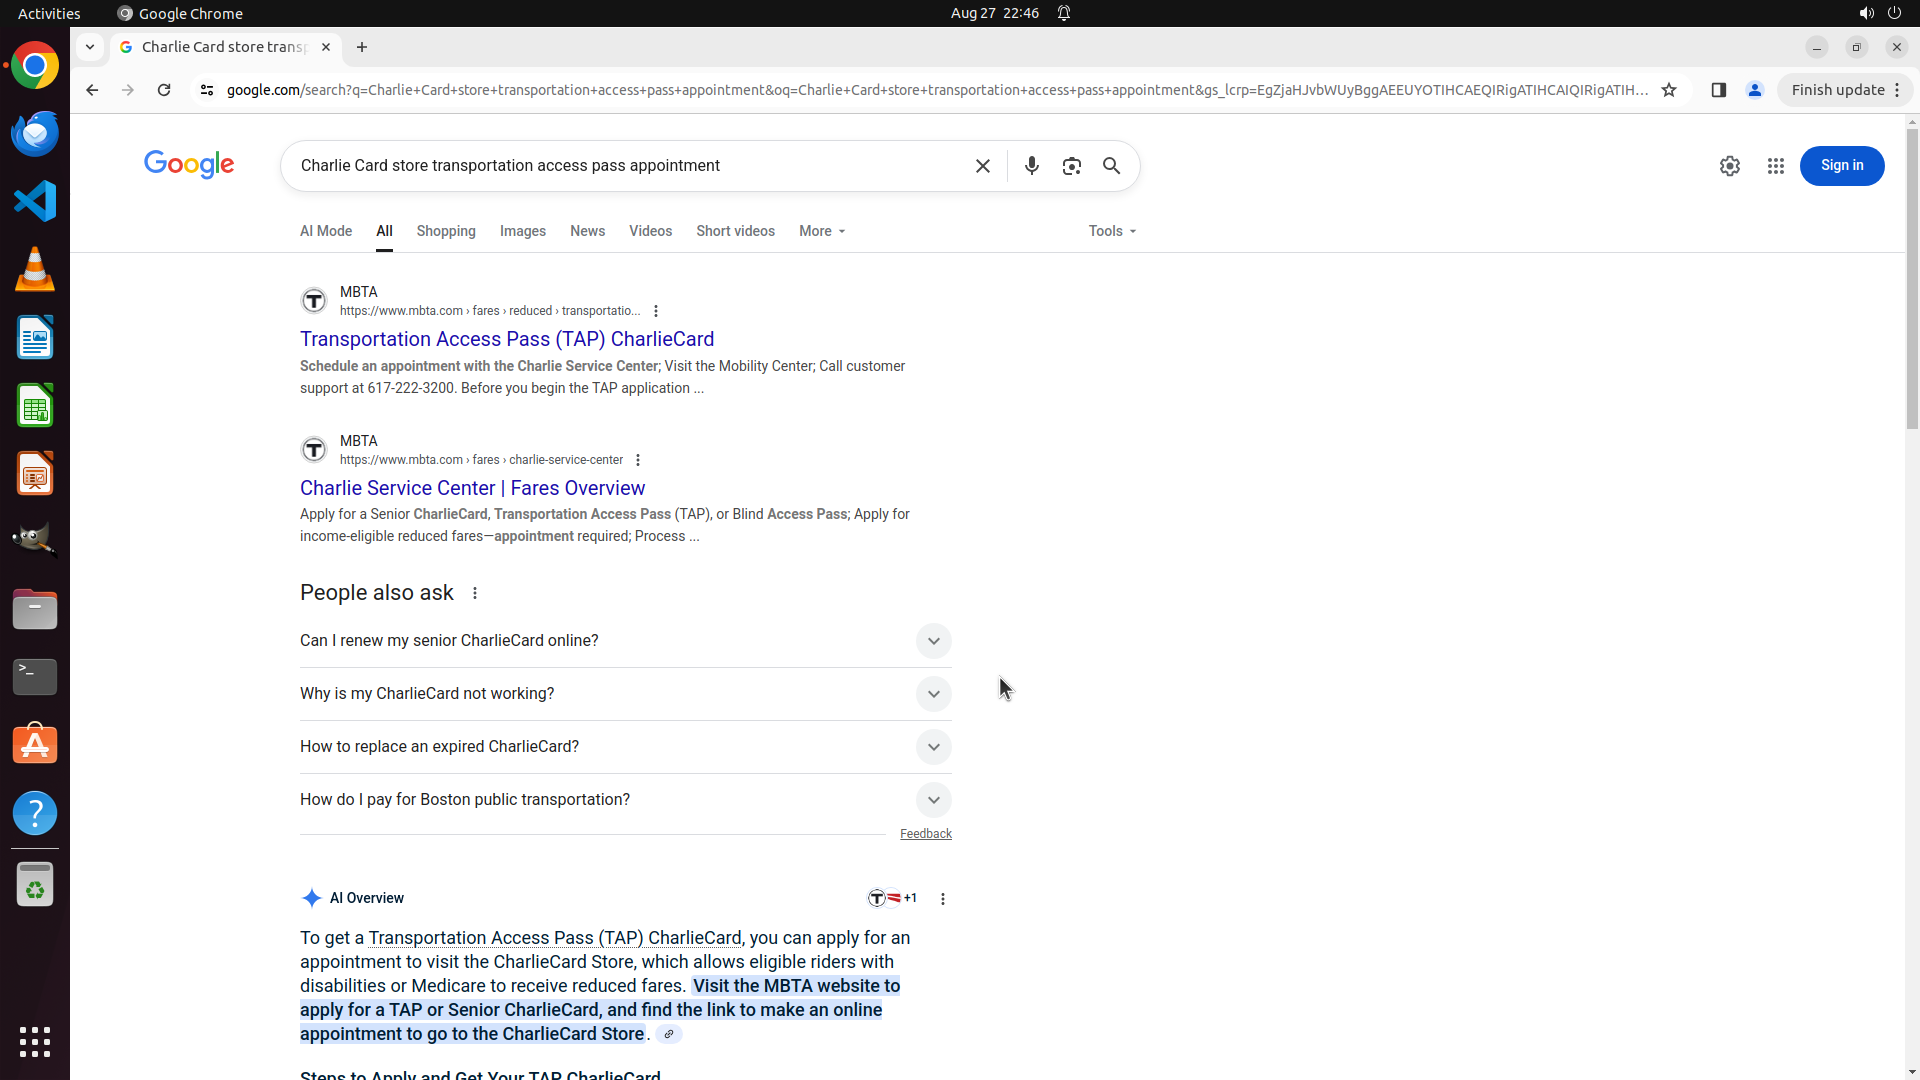 Activities
Google Chrome
Aug 27 22:46
Charlie Card store transp
google.com/search?q=Charlie+Card+store+transportation+access+pass+appointment&oq=Charlie+Card+store+transportation+access+pass+appointment&gs_lcrp=EgZjaHJvbWUyBggAEEUYOTIHCAEQIRigATIHCAIQIRigATIH...
Finish update
Google
Charlie Card store transportation access pass appointment
Sign in
AI Mode
All
Shopping
Images
News
Videos
Short videos
More
Tools
MBTA
https://www.mbta.com › fares › reduced › transportatio...
Transportation Access Pass (TAP) CharlieCard
Schedule an appointment with the Charlie Service Center; Visit the Mobility Center; Call customer
support at 617-222-3200. Before you begin the TAP application ...
MBTA
https://www.mbta.com › fares › charlie-service-center
Charlie Service Center | Fares Overview
Apply for a Senior CharlieCard, Transportation Access Pass (TAP), or Blind Access Pass; Apply for
income-eligible reduced fares—appointment required; Process ...
People also ask
Can I renew my senior CharlieCard online?
Why is my CharlieCard not working?
How to replace an expired CharlieCard?
How do I pay for Boston public transportation?
Feedback
AI Overview
+1
To get a Transportation Access Pass (TAP) CharlieCard, you can apply for an
appointment to visit the CharlieCard Store, which allows eligible riders with
disabilities or Medicare to receive reduced fares. Visit the MBTA website to
apply for a TAP or Senior CharlieCard, and find the link to make an online
appointment to go to the CharlieCard Store.
Steps to Apply and Get Your TAP CharlieCard